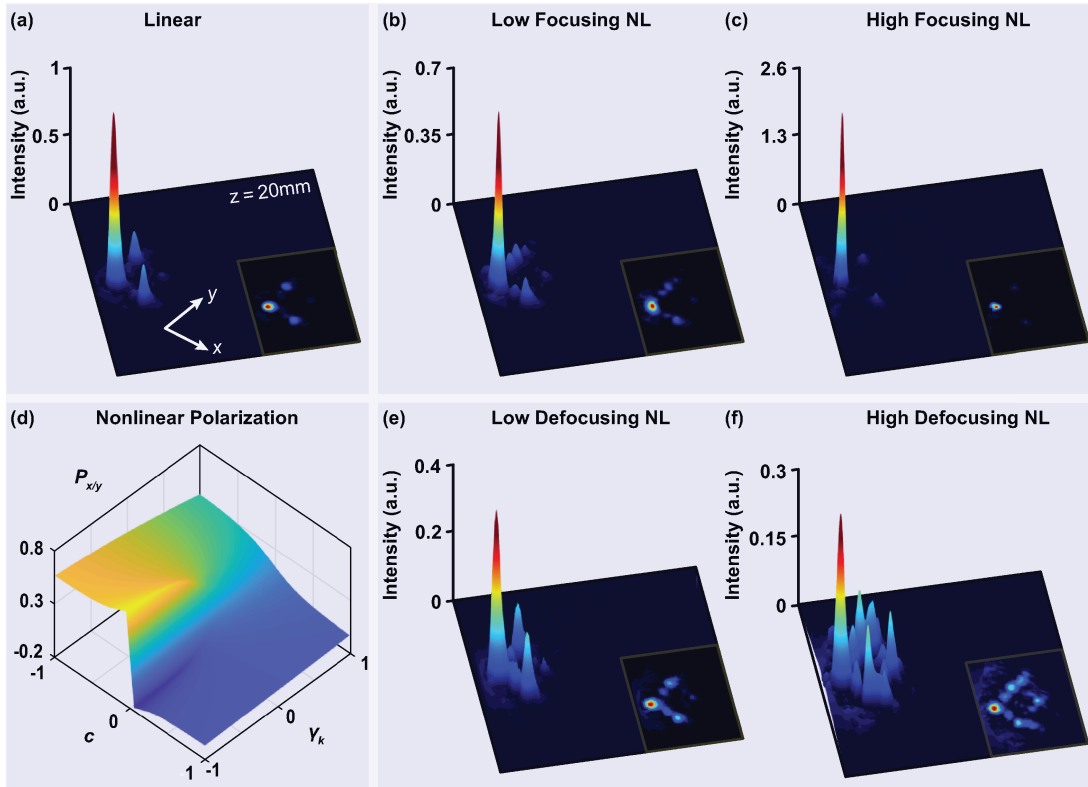 (a) Linear
Intensity (a.u.)
1
0.5
0
z = 20mm
y
x
(b) Low Focusing NL
Intensity (a.u.)
0.7
0.35
0
(c) High Focusing NL
Intensity (a.u.)
2.6
1.3
0
(d) Nonlinear Polarization
P x/y
0.8
0.3
-0.2
-1
0
c
-1
-1
0
γk
1
(e) Low Defocusing NL
Intensity (a.u.)
0.4
0.2
0
(f) High Defocusing NL
Intensity (a.u.)
0.3
0.15
0